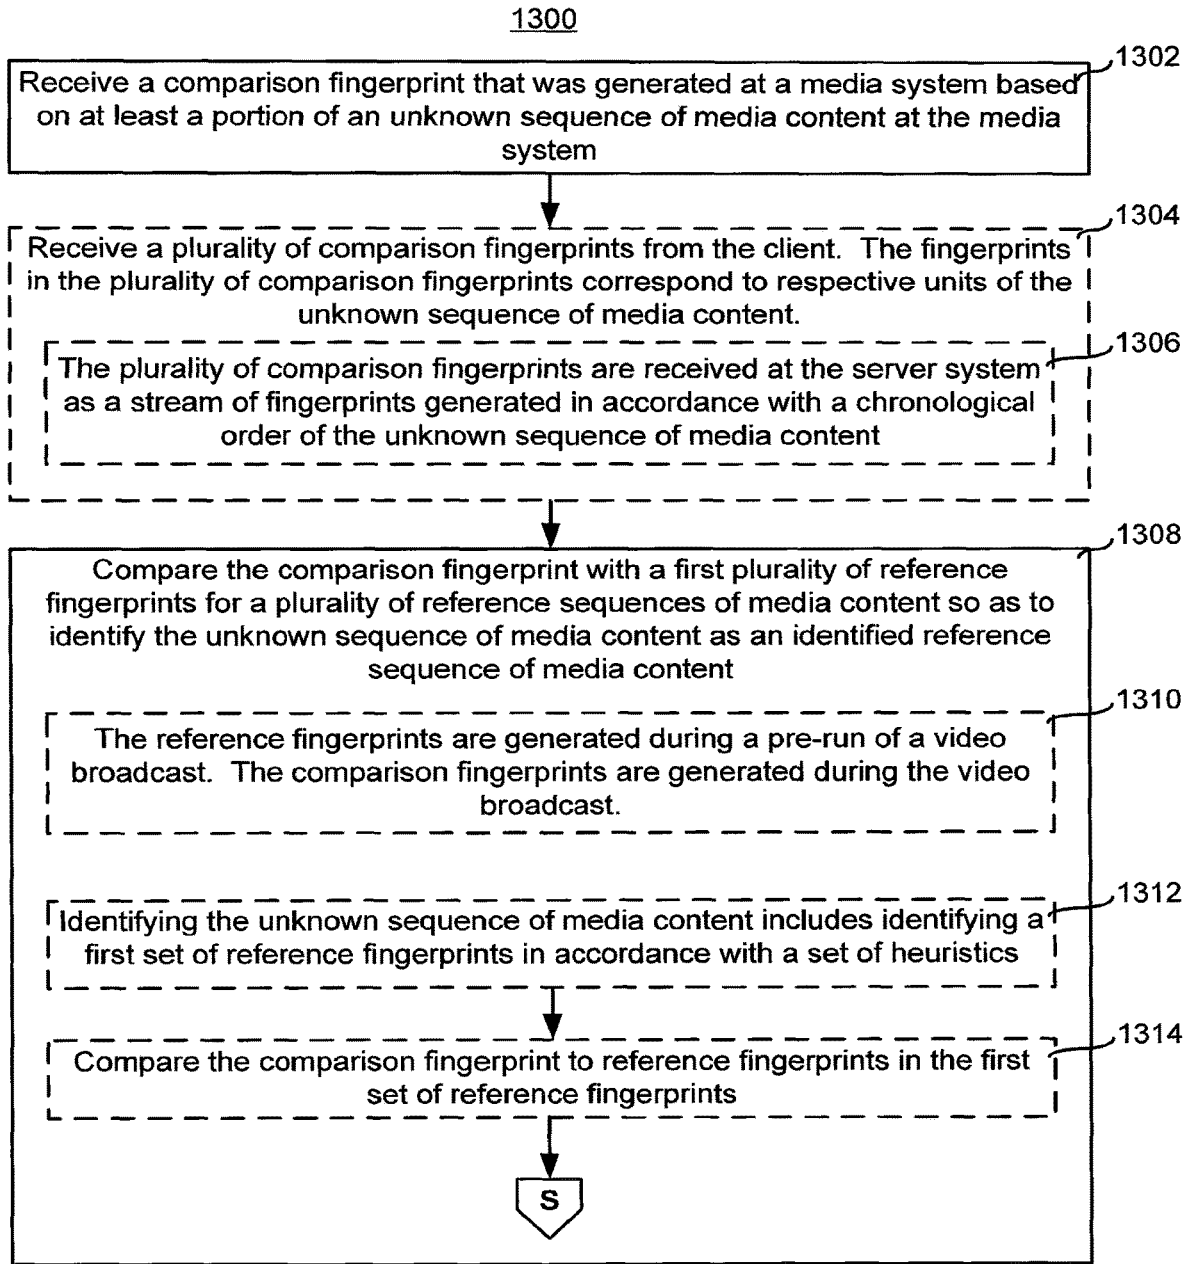 1300
1302
Receive a comparison fingerprint that was generated at a media system based
on at least a portion of an unknown sequence of media content at the media
system
1304
Receive a plurality of comparison fingerprints from the client. The fingerprints
in the plurality of comparison fingerprints correspond to respective units of the
unknown sequence of media content.
1306
The plurality of comparison fingerprints are received at the server system
as a stream of fingerprints generated in accordance with a chronological
order of the unknown sequence of media content
1308
Compare the comparison fingerprint with a first plurality of reference
fingerprints for a plurality of reference sequences of media content so as to
identify the unknown sequence of media content as an identified reference
sequence of media content
1310
The reference fingerprints are generated during a pre-run of a video
broadcast. The comparison fingerprints are generated during the video
broadcast.
1312
Identifying the unknown sequence of media content includes identifying a
first set of reference fingerprints in accordance with a set of heuristics
1314
Compare the comparison fingerprint to reference fingerprints in the first
set of reference fingerprints
S